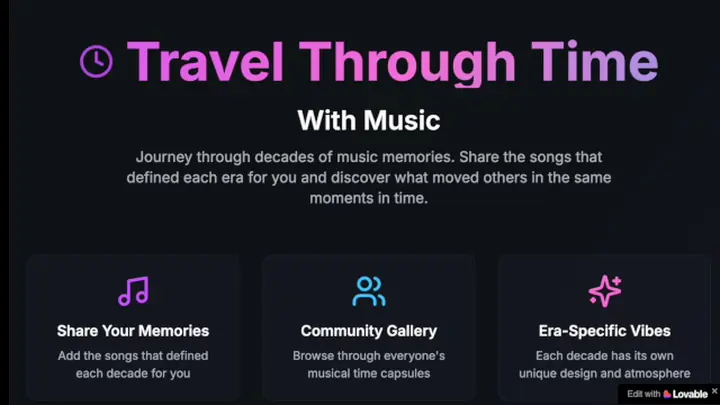 Travel Through Time
With Music
Journey through decades of music memories. Share the songs that
defined each era for you and discover what moved others in the same
moments in time.
Share Your Memories
Add the songs that defined
each decade for you
Community Gallery
Browse through everyone's
musical time capsules
Era-Specific Vibes
Each decade has its own
unique design and atmosphere
Edit with Lovable